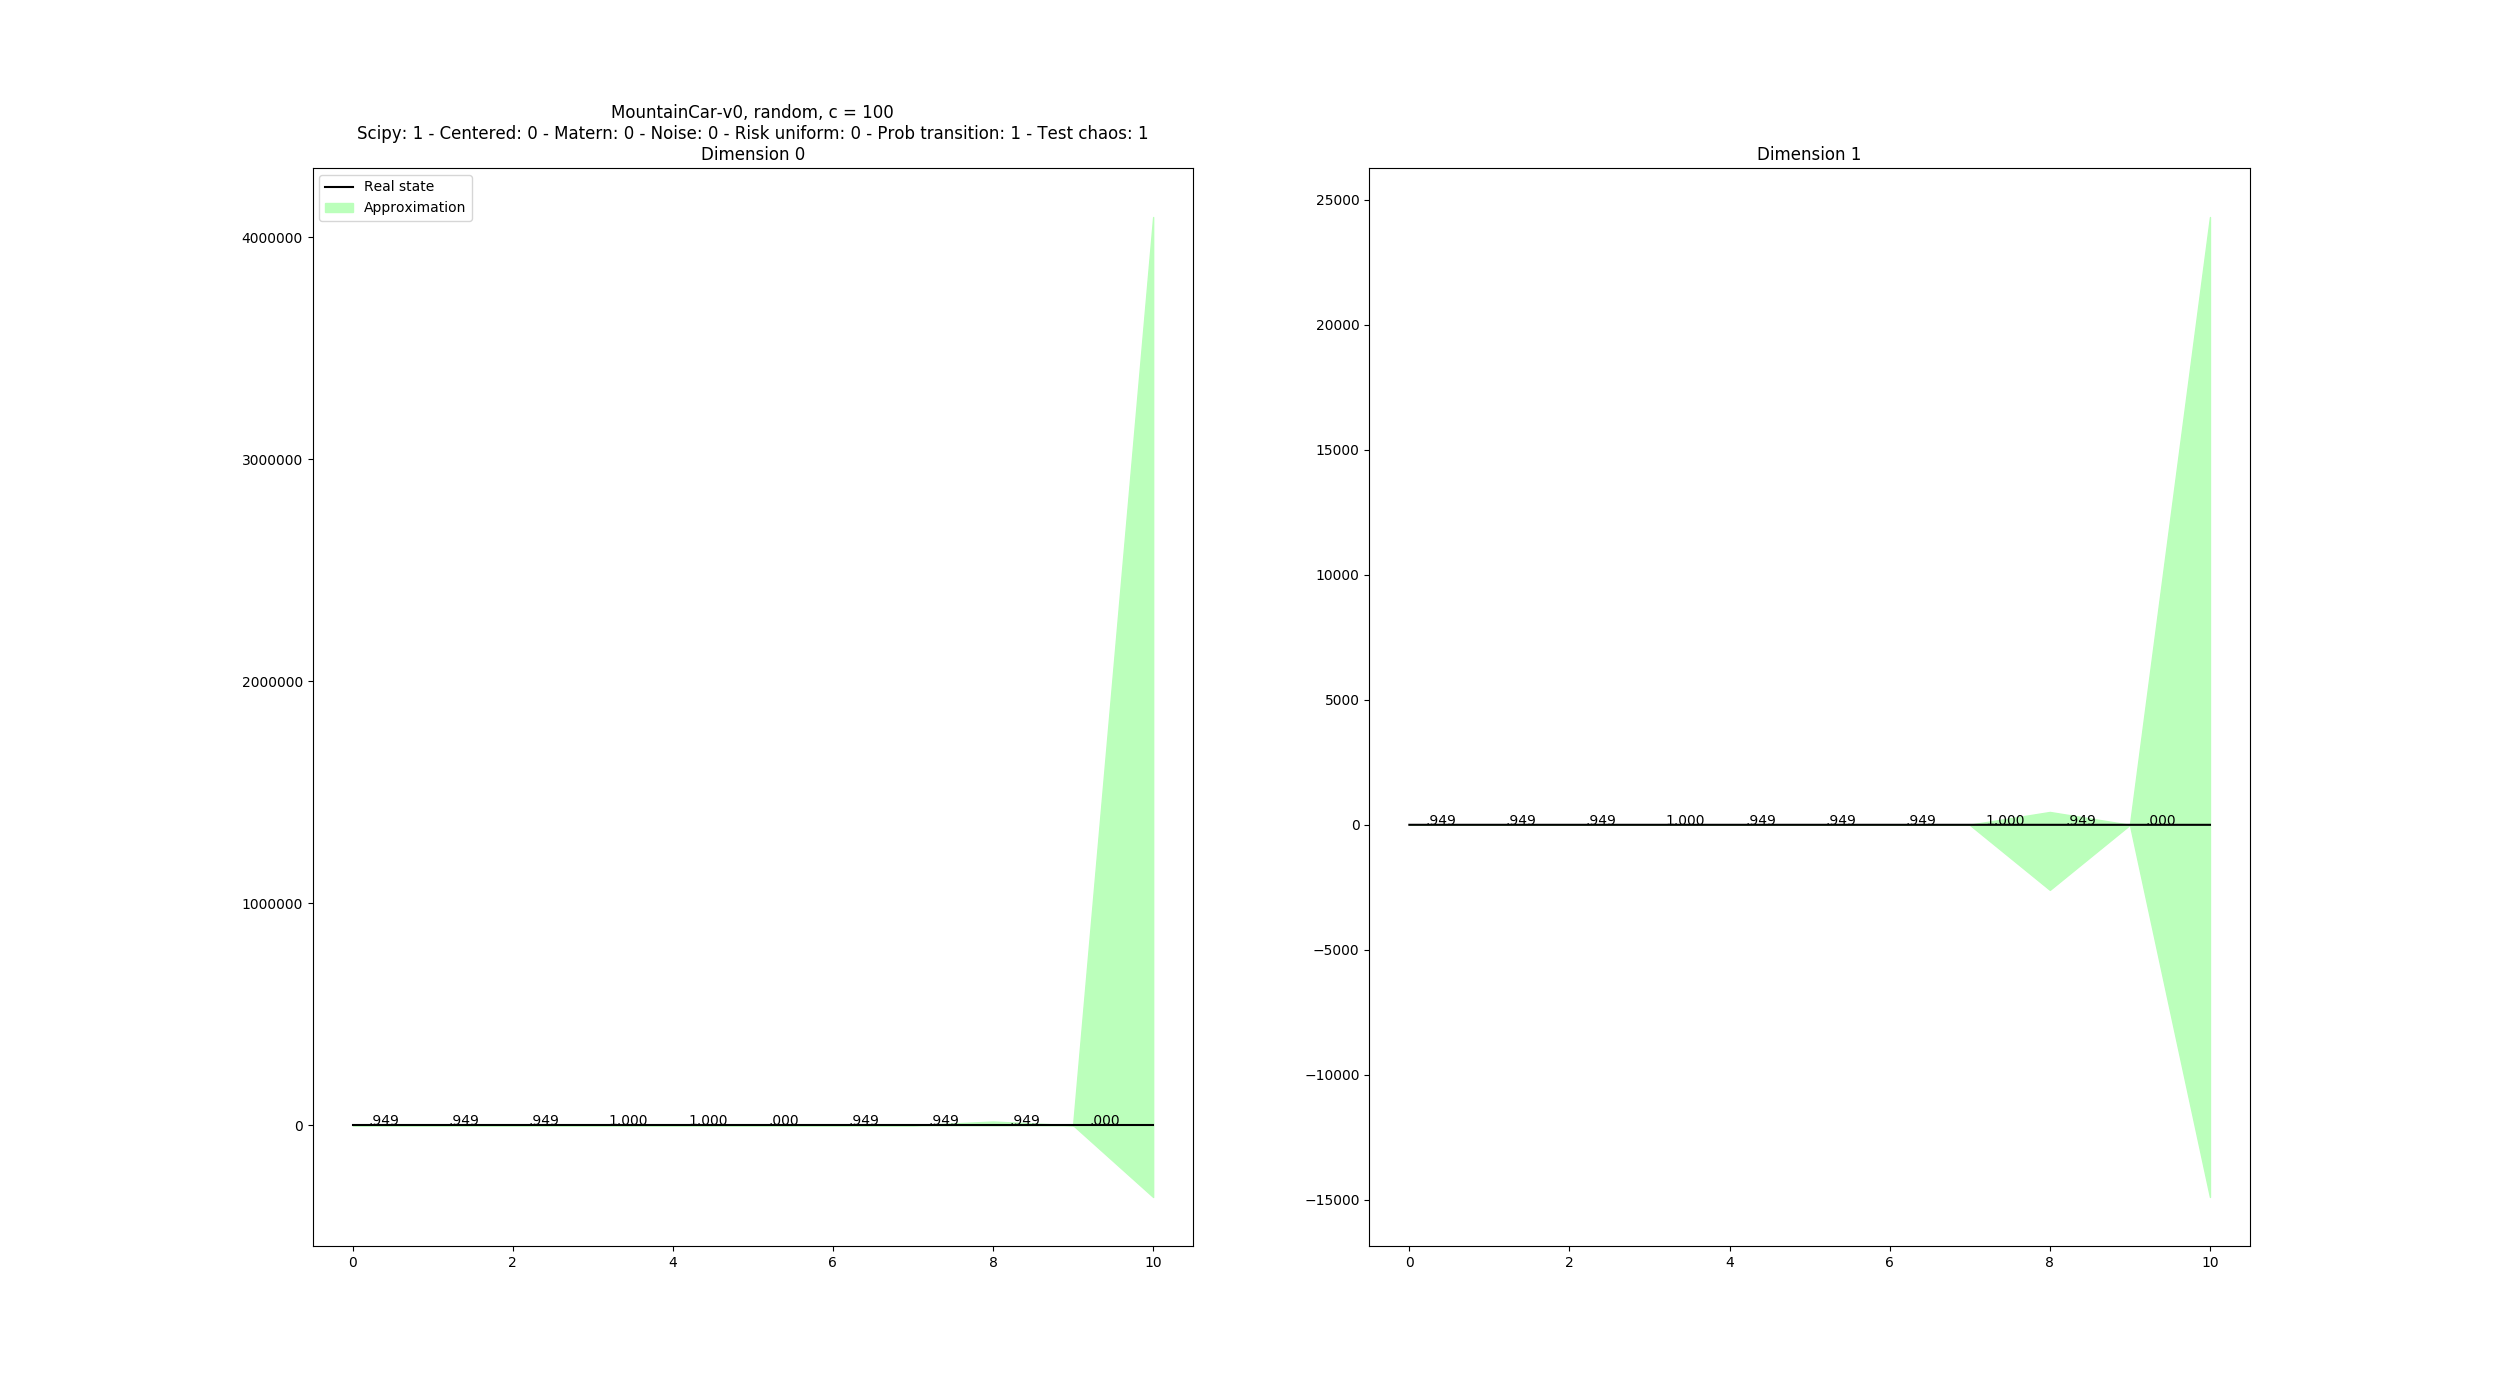 MountainCar-v0, random, c = 100
Scipy: 1 - Centered: 0 - Matern: 0 - Noise: 0 - Risk uniform: 0 - Prob transition: 1 - Test chaos: 1
Dimension 0
Real state
Approximation
4000000
3000000
2000000
1000000
0
.949 .949 .949 1.000 1.000 .000 .949 .949 .949 .000
0 2 4 6 8 10
Dimension 1
25000
20000
15000
10000
5000
0
−5000
−10000
−15000
.949 .949 .949 1.000 .949 .949 .949 1.000 .949 .000
0 2 4 6 8 10